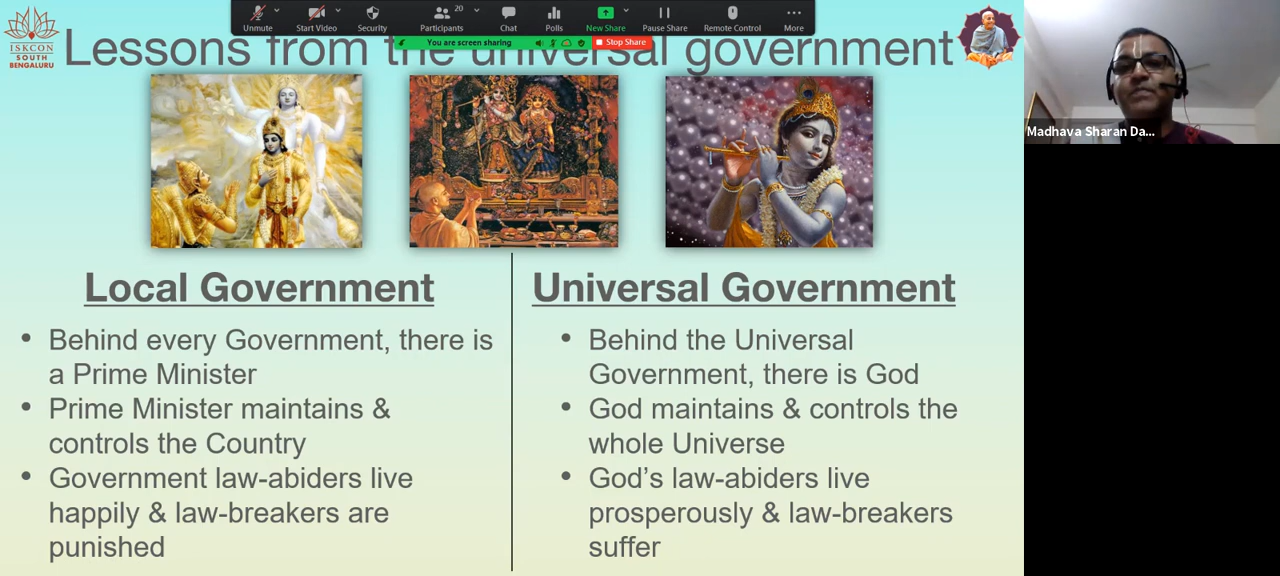 Unmute
Start Video
Security
20
Participants
Chat
Polls
New Share
Pause Share
Remote Control
More
You are screen sharing
Stop Share
ISKCON
SOUTH
BENGALURU
Lessons from the universal government
Madhava Sharan Da...
Local Government
Behind every Government, there is
a Prime Minister
Prime Minister maintains &
controls the Country
Government law-abiders live
happily & law-breakers are
punished
Universal Government
Behind the Universal
Government, there is God
God maintains & controls the
whole Universe
God’s law-abiders live
prosperously & law-breakers
suffer